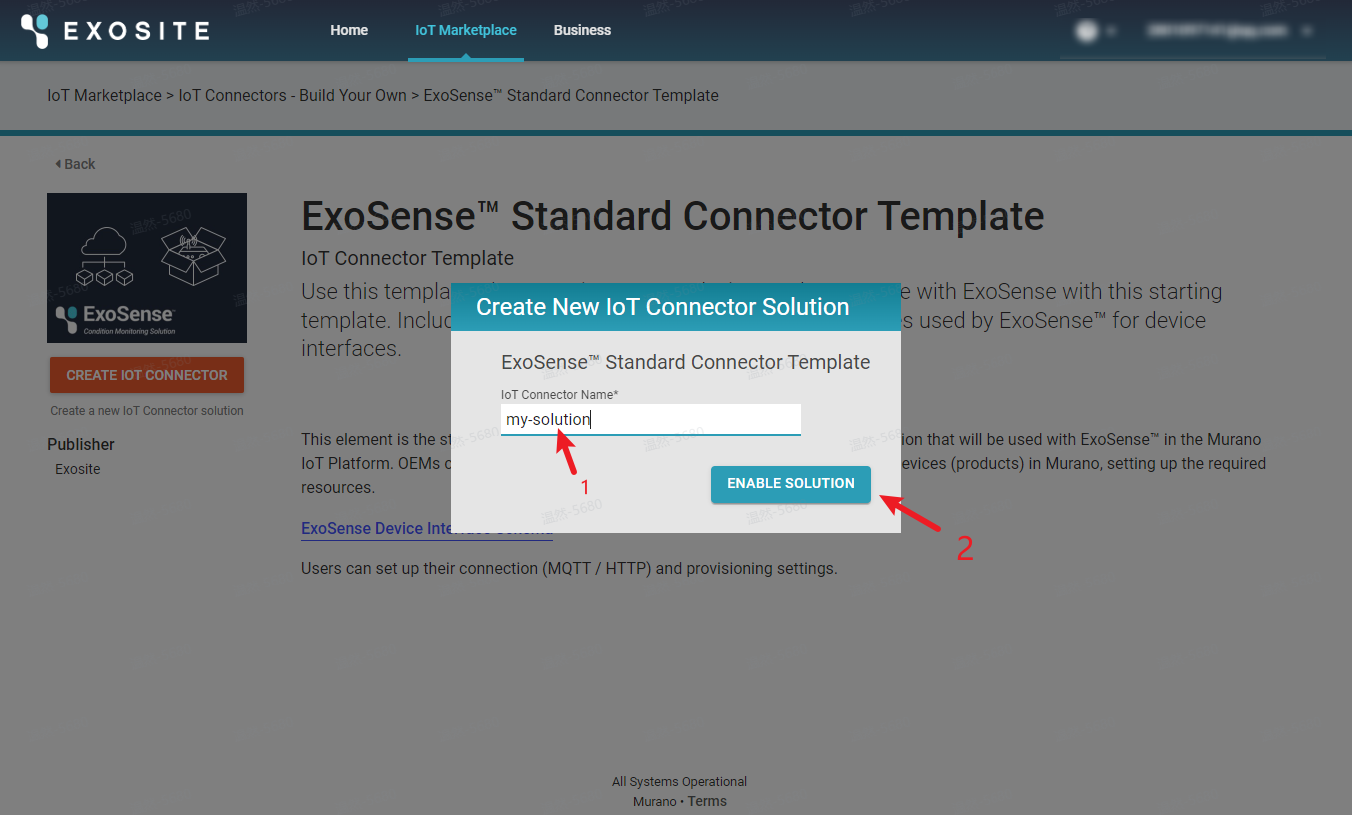 EXOSITE
Home
IoT Marketplace
Business
IoT Marketplace > IoT Connectors - Build Your Own > ExoSense™ Standard Connector Template
Back
ExoSense™
Condition Monitoring Solution
CREATE IOT CONNECTOR
Create a new IoT Connector solution
Publisher
Exosite
ExoSense™ Standard Connector Template
IoT Connector Template
Use this templa
e with ExoSense with this starting
template. Includ
s used by ExoSense™ for device
interfaces.
Create New IoT Connector Solution
ExoSense™ Standard Connector Template
IoT Connector Name*
my-solution
1
ENABLE SOLUTION
2
This element is the st
ion that will be used with ExoSense™ in the Murano
IoT Platform. OEMs
evices (products) in Murano, setting up the required
resources.
ExoSense Device Inte
Users can set up their connection (MQTT / HTTP) and provisioning settings.
All Systems Operational
Murano • Terms
温然-5680